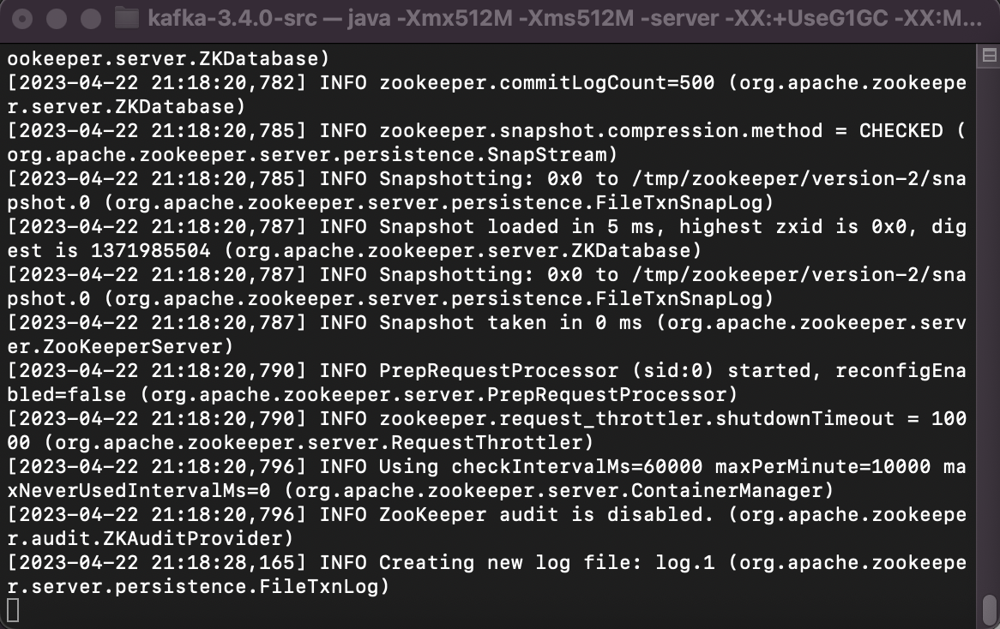 kafka-3.4.0-src — java -Xmx512M -Xms512M -server -XX:+UseG1GC -XX:M...
ookeeper.server.ZKDatabase)
[2023-04-22 21:18:20,782] INFO zookeeper.commitLogCount=500 (org.apache.zookeepe
r.server.ZKDatabase)
[2023-04-22 21:18:20,785] INFO zookeeper.snapshot.compression.method = CHECKED (
org.apache.zookeeper.server.persistence.SnapStream)
[2023-04-22 21:18:20,785] INFO Snapshotting: 0x0 to /tmp/zookeeper/version-2/sna
pshot.0 (org.apache.zookeeper.server.persistence.FileTxnSnapLog)
[2023-04-22 21:18:20,787] INFO Snapshot loaded in 5 ms, highest zxid is 0x0, dig
est is 1371985504 (org.apache.zookeeper.server.ZKDatabase)
[2023-04-22 21:18:20,787] INFO Snapshotting: 0x0 to /tmp/zookeeper/version-2/sna
pshot.0 (org.apache.zookeeper.server.persistence.FileTxnSnapLog)
[2023-04-22 21:18:20,787] INFO Snapshot taken in 0 ms (org.apache.zookeeper.serv
er.ZooKeeperServer)
[2023-04-22 21:18:20,790] INFO PrepRequestProcessor (sid:0) started, reconfigEna
bled=false (org.apache.zookeeper.server.PrepRequestProcessor)
[2023-04-22 21:18:20,790] INFO zookeeper.request_throttler.shutdownTimeout = 100
00 (org.apache.zookeeper.server.RequestThrottler)
[2023-04-22 21:18:20,796] INFO Using checkIntervalMs=60000 maxPerMinute=10000 ma
xNeverUsedIntervalMs=0 (org.apache.zookeeper.server.ContainerManager)
[2023-04-22 21:18:20,796] INFO ZooKeeper audit is disabled. (org.apache.zookeepe
r.audit.ZKAuditProvider)
[2023-04-22 21:18:28,165] INFO Creating new log file: log.1 (org.apache.zookeepe
r.server.persistence.FileTxnLog)